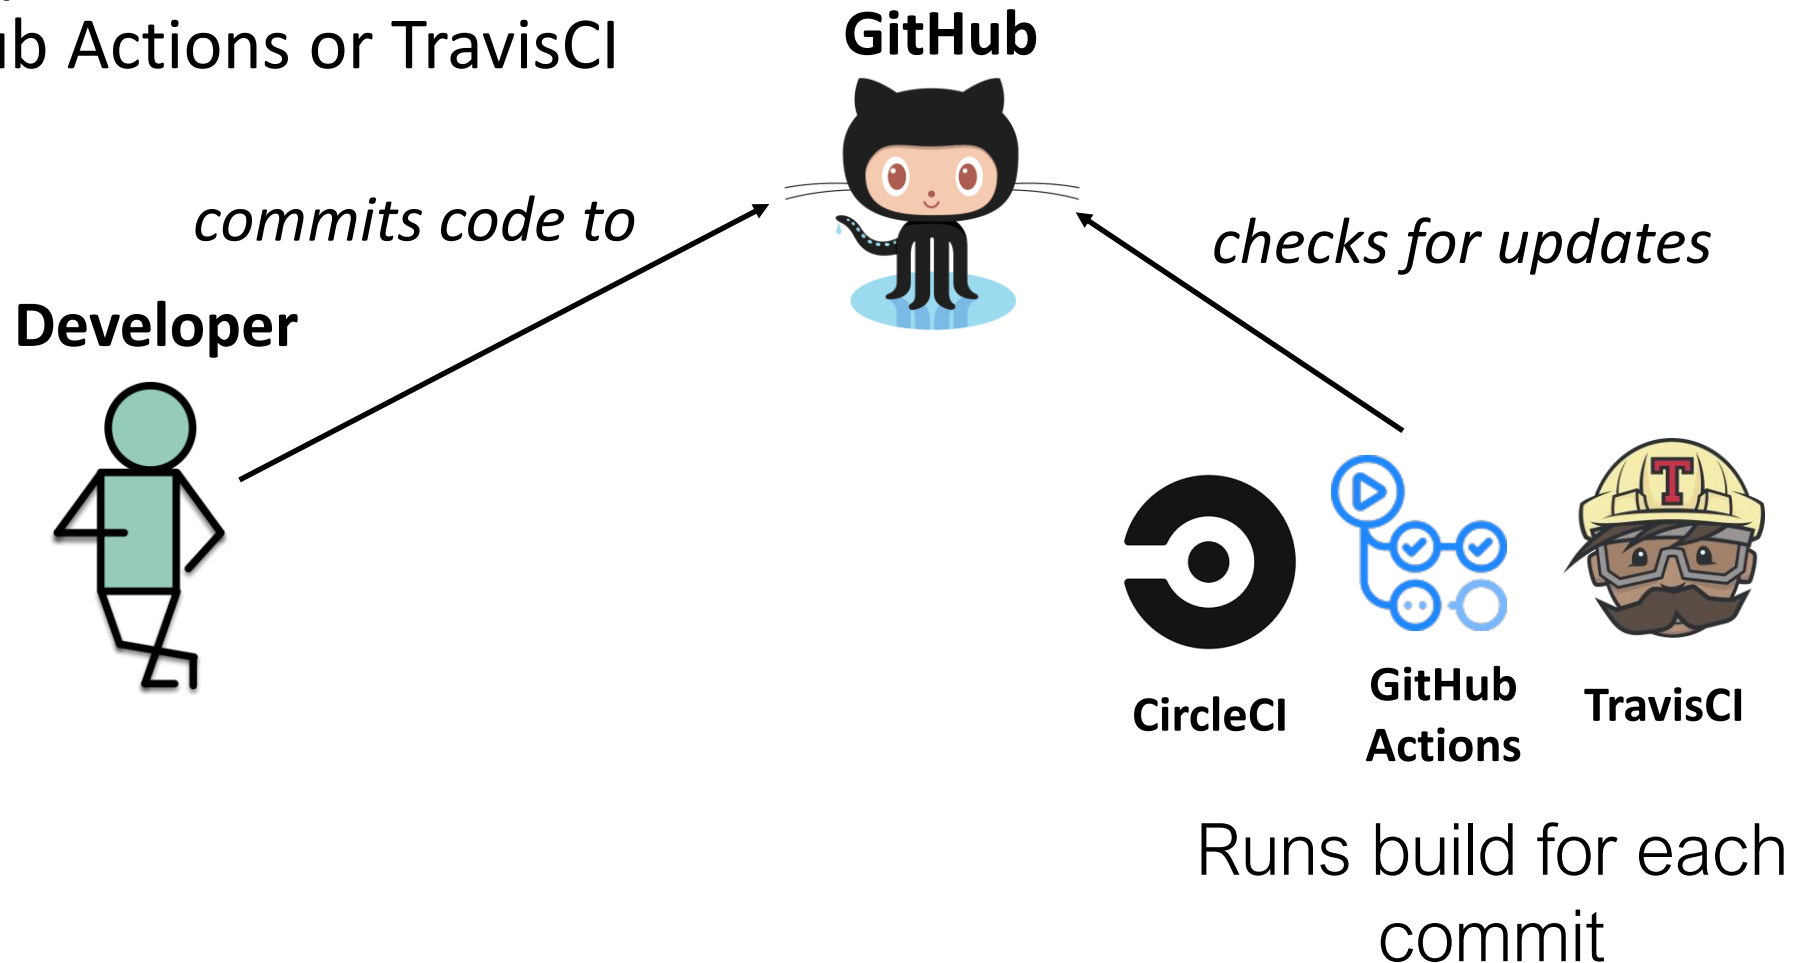 ub Actions or TravisCI
GitHub
commits code to
checks for updates
Developer
T
CircleCI
GitHub
Actions
TravisCI
Runs build for each
commit